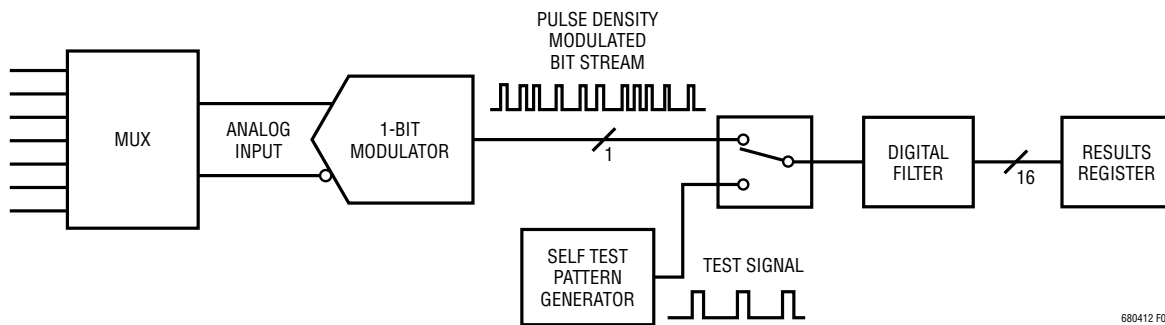 PULSE DENSITY
MODULATED
BIT STREAM
MUX
ANALOG
INPUT
1-BIT
MODULATOR
1
DIGITAL
FILTER
16
RESULTS
REGISTER
SELF TEST
PATTERN
GENERATOR
TEST SIGNAL
680412 F0